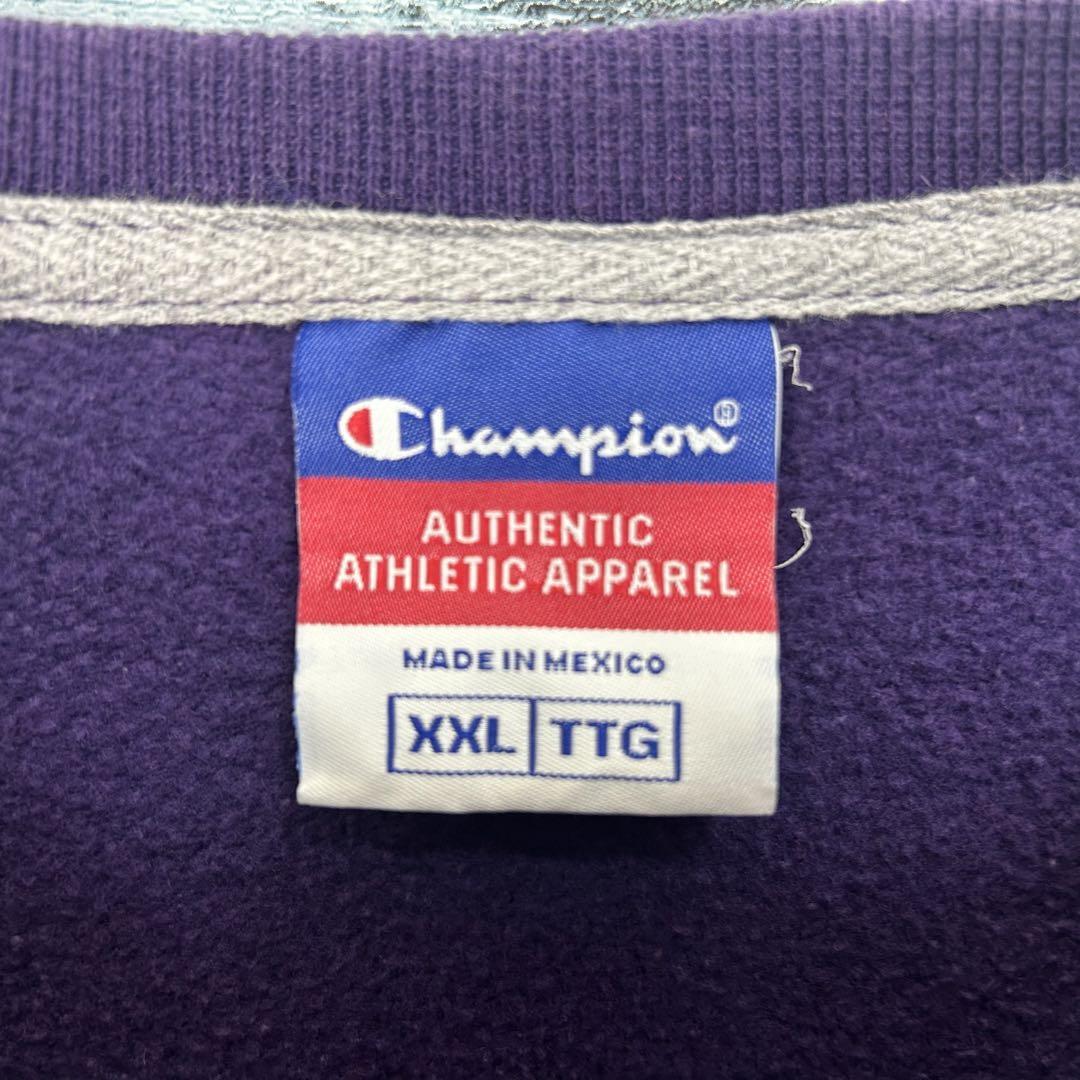 Champion®
AUTHENTIC
ATHLETIC APPAREL
MADE IN MEXICO
XXL TTG